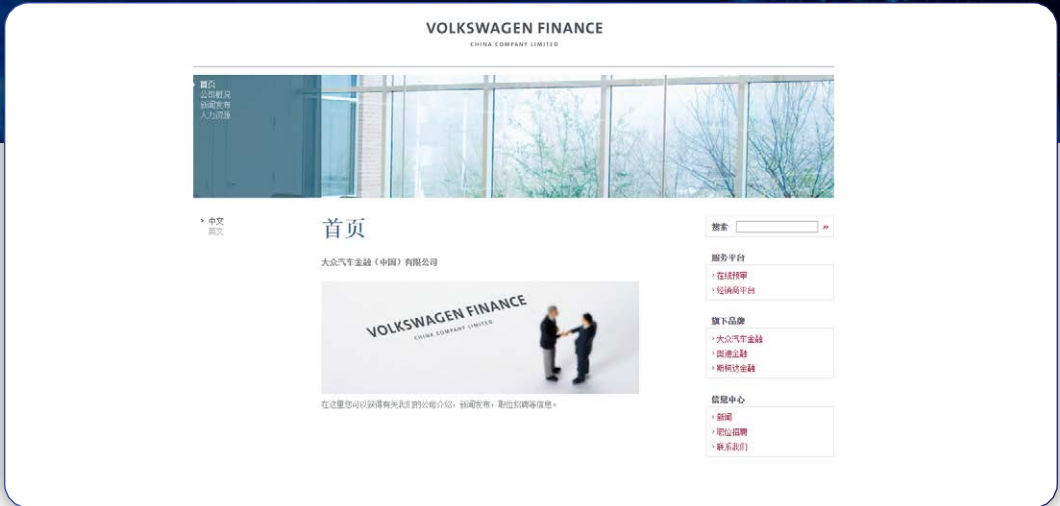 VOLKSWAGEN FINANCE
CHINA COMPANY LIMITED
首页
公司概况
新闻发布
人力资源
中文
英文
首页
大众汽车金融（中国）有限公司
VOLKSWAGEN FINANCE
CHINA COMPANY LIMITED
在这里您可以获得有关我们的公司介绍，新闻发布，职位招聘等信息。
搜索
服务平台
在线预审
经销商平台
旗下品牌
大众汽车金融
奥迪金融
斯柯达金融
信息中心
新闻
职位招聘
联系我们